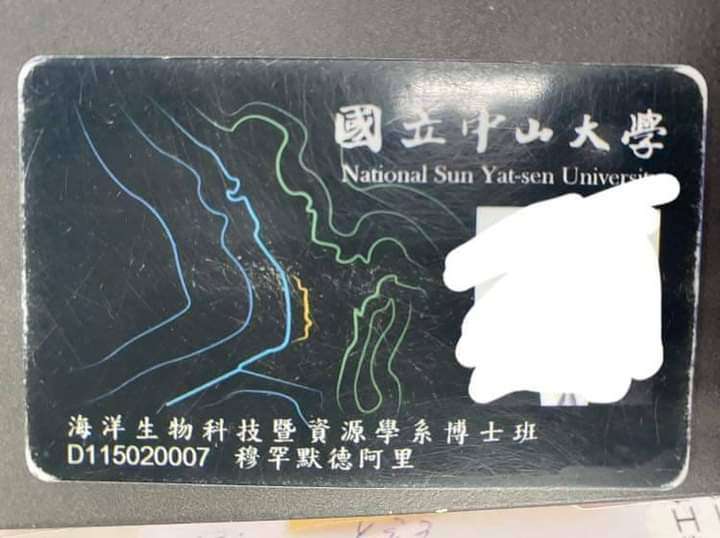 國立中山大學
National Sun Yat-sen University
海洋生物科技暨資源學系博士班
D115020007 穆罕默德阿里